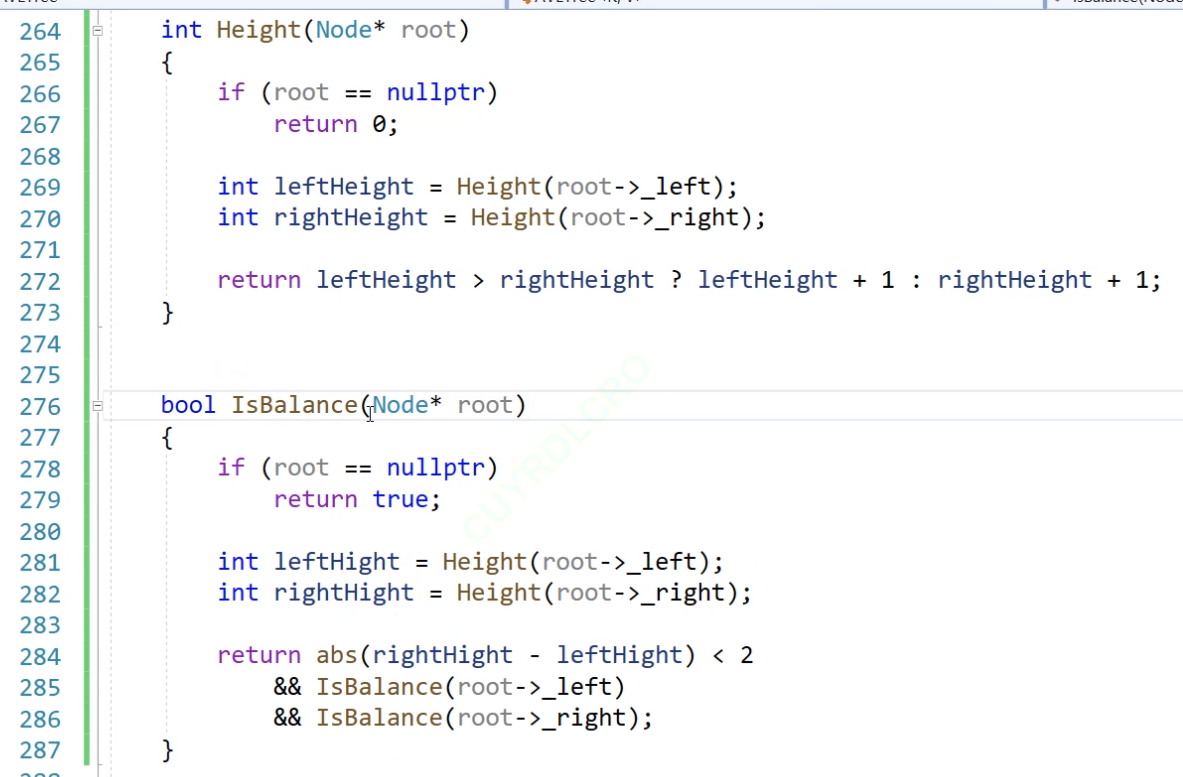 264 int Height(Node* root)
265 {
266 if (root == nullptr)
267 return 0;
268
269 int leftHeight = Height(root->_left);
270 int rightHeight = Height(root->_right);
271
272 return leftHeight > rightHeight ? leftHeight + 1 : rightHeight + 1;
273 }
274
275
276 bool IsBalance(Node* root)
277 {
278 if (root == nullptr)
279 return true;
280
281 int leftHight = Height(root->_left);
282 int rightHight = Height(root->_right);
283
284 return abs(rightHight - leftHight) < 2
285 && IsBalance(root->_left)
286 && IsBalance(root->_right);
287 }
CUYRDLCRO